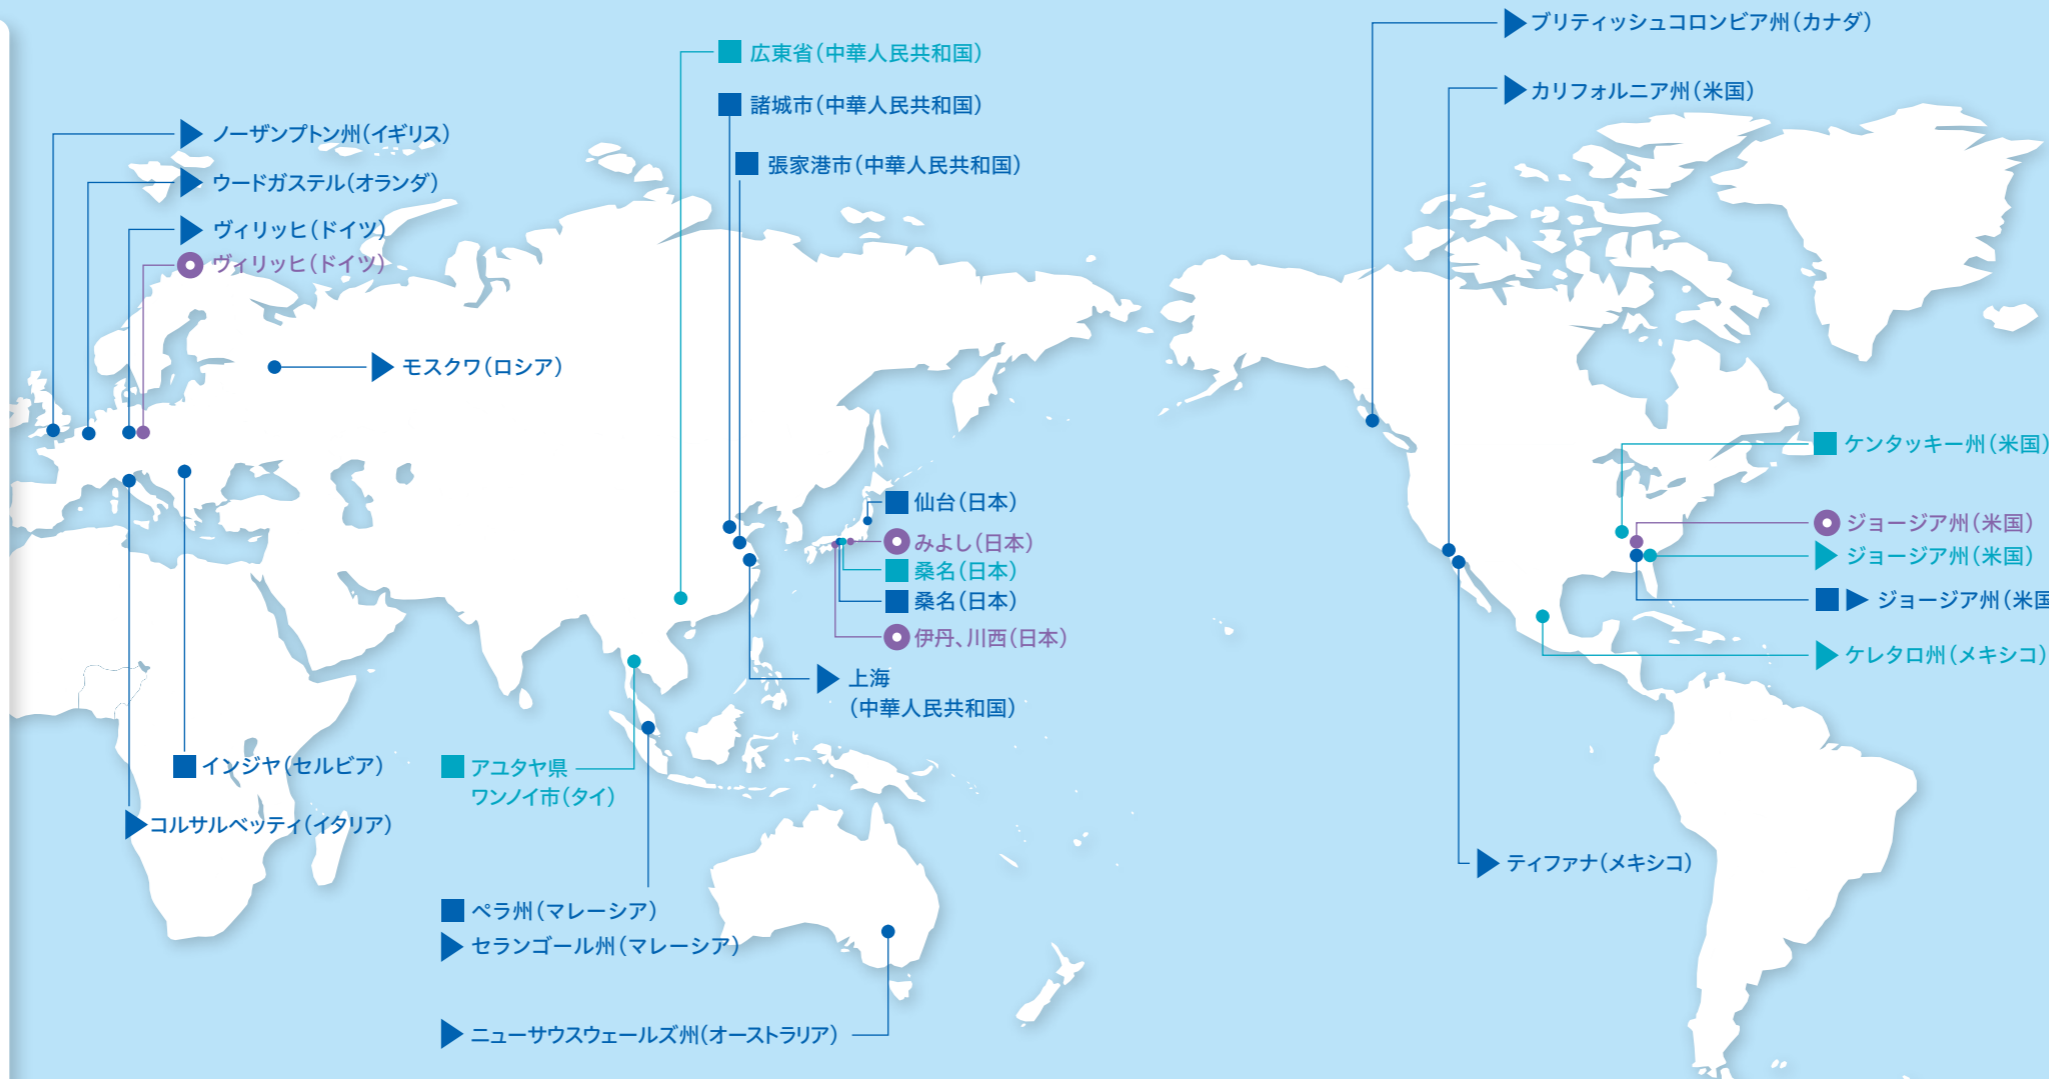 ブリティッシュコロンビア州(カナダ)
広東省(中華人民共和国)
カリフォルニア州(米国)
諸城市(中華人民共和国)
ノーザンプトン州(イギリス)
張家港市(中華人民共和国)
ウードガステル(オランダ)
ヴィリッヒ(ドイツ)
ヴィリッヒ(ドイツ)
モスクワ(ロシア)
ケンタッキー州(米国)
仙台(日本)
ジョージア州(米国)
みよし(日本)
ジョージア州(米国)
桑名(日本)
桑名(日本)
ジョージア州(米国
伊丹、川西(日本)
ケレタロ州(メキシコ)
上海
(中華人民共和国)
インジヤ(セルビア)
アユタヤ県
ワンノイ市(タイ)
コルサルベッティ(イタリア)
ティファナ(メキシコ)
ペラ州(マレーシア)
セランゴール州(マレーシア)
ニューサウスウェールズ州(オーストラリア)